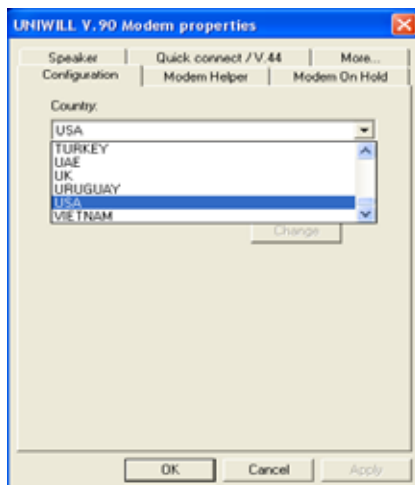 UNIWILL V.90 Modem properties
Speaker Quick connect / V.44 More...
Configuration Modem Helper Modem On Hold
Country:
USA
TURKEY
UAE
UK
URUGUAY
USA
VIETNAM
Change
OK Cancel Apply